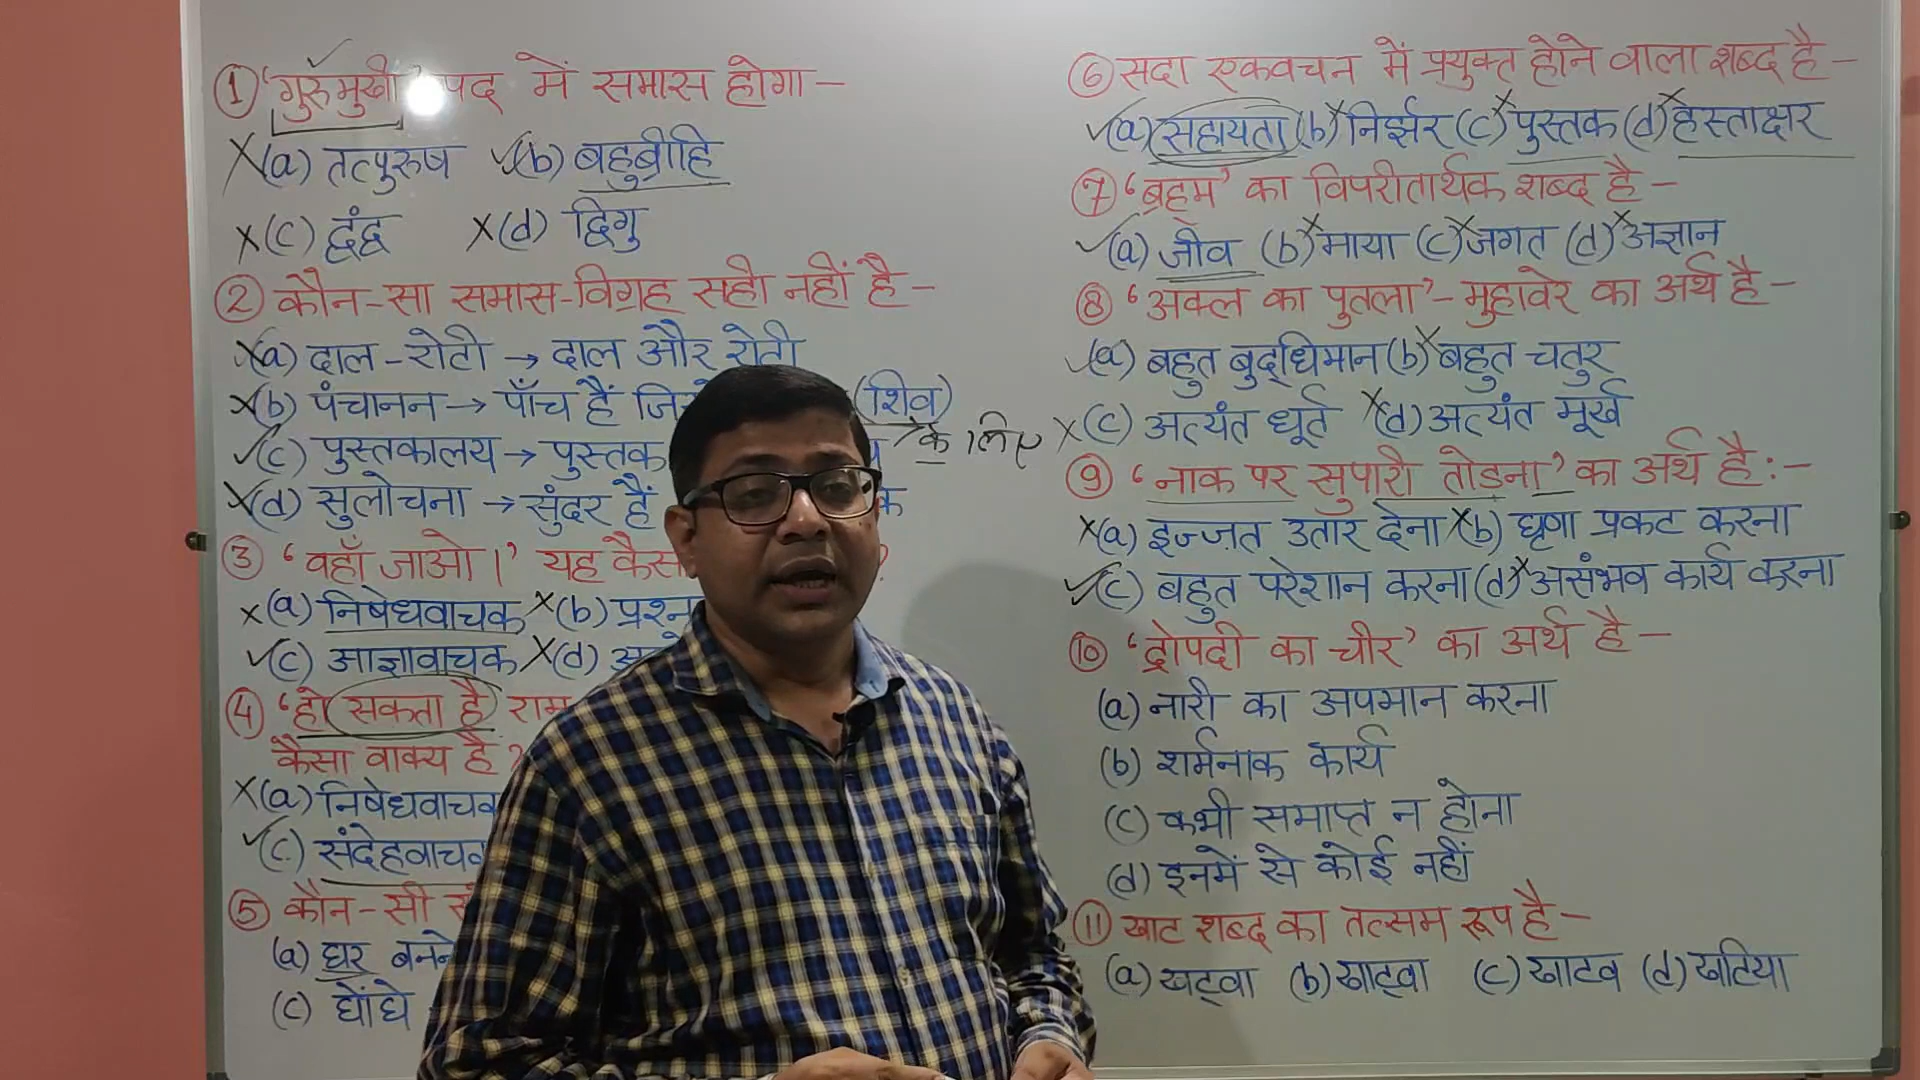 ① 'गुरुमुखी' पद में समास होगा -
(a) तत्पुरुष (b) बहुब्रीहि
(c) द्वंद्व (d) द्विगु
② कौन-सा समास-विग्रह सही नहीं है -
(a) दाल-रोटी → दाल और रोटी
(b) पंचानन → पाँच हैं (शिव)
(c) पुस्तकालय → पुस्तक के लिए
(d) सुलोचना → सुंदर हैं
③ 'वहाँ जाओ।' यह ?
(a) निषेधवाचक (b)
(c) आज्ञावाचक (d)
④ 'हो सकता है राम
कैसा वाक्य है ?
(a) निषेधवाचक
(c) संदेहवाचक
⑤ कौन-सी
(a) घर
(c) घोंघे
⑥ सदा एकवचन में प्रयुक्त होने वाला शब्द है -
(a) सहायता (b) निर्झर (c) पुस्तक (d) हस्ताक्षर
⑦ 'ब्रहम' का विपरीतार्थक शब्द है -
(a) जीव (b) माया (c) जगत (d) अज्ञान
⑧ 'अक्ल का पुतला' - मुहावरे का अर्थ है -
(a) बहुत बुद्धिमान (b) बहुत चतुर
(c) अत्यंत धूर्त (d) अत्यंत मूर्ख
⑨ 'नाक पर सुपारी तोडना' का अर्थ है :-
(a) इज्ज़त उतार देना (b) घृणा प्रकट करना
(c) बहुत परेशान करना (d) असंभव कार्य करना
⑩ 'द्रोपदी का चीर' का अर्थ है -
(a) नारी का अपमान करना
(b) शर्मनाक कार्य
(c) कभी समाप्त न होना
(d) इनमें से कोई नहीं
⑪ खाट शब्द का तत्सम रूप है -
(a) खट्वा (b) खाट्वा (c) खाटव (d) खटिया